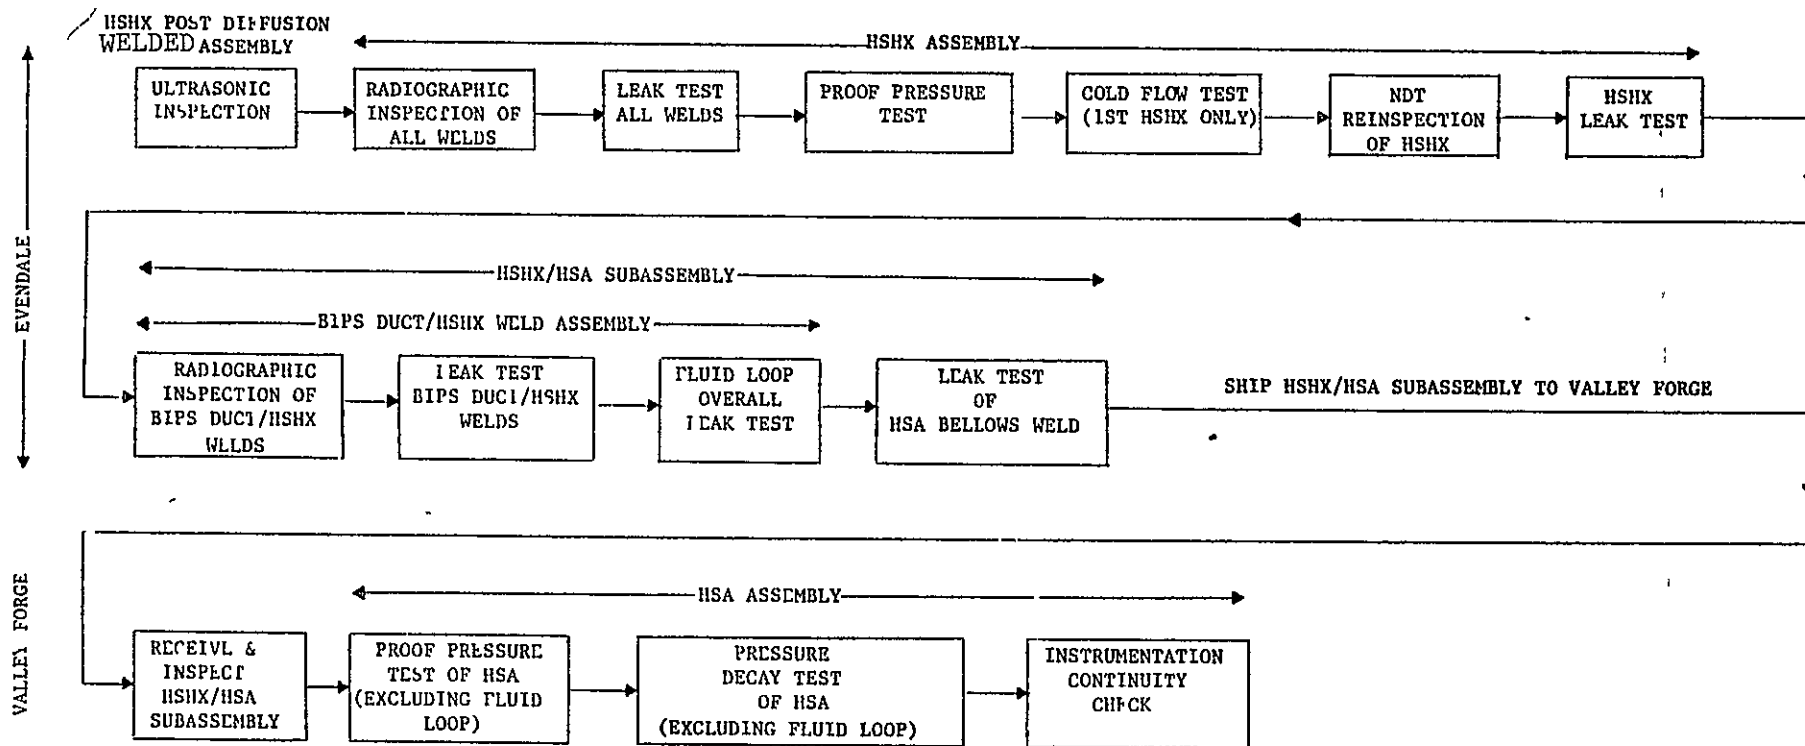 HSHX POST DIFFUSION
WELDED ASSEMBLY
HSHX ASSEMBLY
ULTRASONIC
INSPECTION
RADIOGRAPHIC
INSPECTION OF
ALL WELDS
LEAK TEST
ALL WELDS
PROOF PRESSURE
TEST
COLD FLOW TEST
(1ST HSHX ONLY)
NDT
REINSPECTION
OF HSHX
HSHX
LEAK TEST
EVENDALE
HSHX/HSA SUBASSEMBLY
BIPS DUCT/HSHX WELD ASSEMBLY
RADIOGRAPHIC
INSPECTION OF
BIPS DUCT/HSHX
WELDS
LEAK TEST
BIPS DUCT/HSHX
WELDS
FLUID LOOP
OVERALL
LEAK TEST
LEAK TEST
OF
HSA BELLOWS WELD
SHIP HSHX/HSA SUBASSEMBLY TO VALLEY FORGE
VALLEY FORGE
HSA ASSEMBLY
RECEIVE &
INSPECT
HSHX/HSA
SUBASSEMBLY
PROOF PRESSURE
TEST OF HSA
(EXCLUDING FLUID
LOOP)
PRESSURE
DECAY TEST
OF HSA
(EXCLUDING FLUID LOOP)
INSTRUMENTATION
CONTINUITY
CHECK